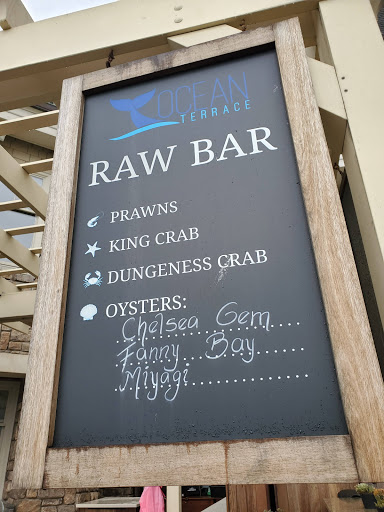 OCEAN
TERRACE
RAW BAR
PRAWNS
KING CRAB
DUNGENESS CRAB
OYSTERS:
Chelsea Gem
Fanny Bay
Miyagi